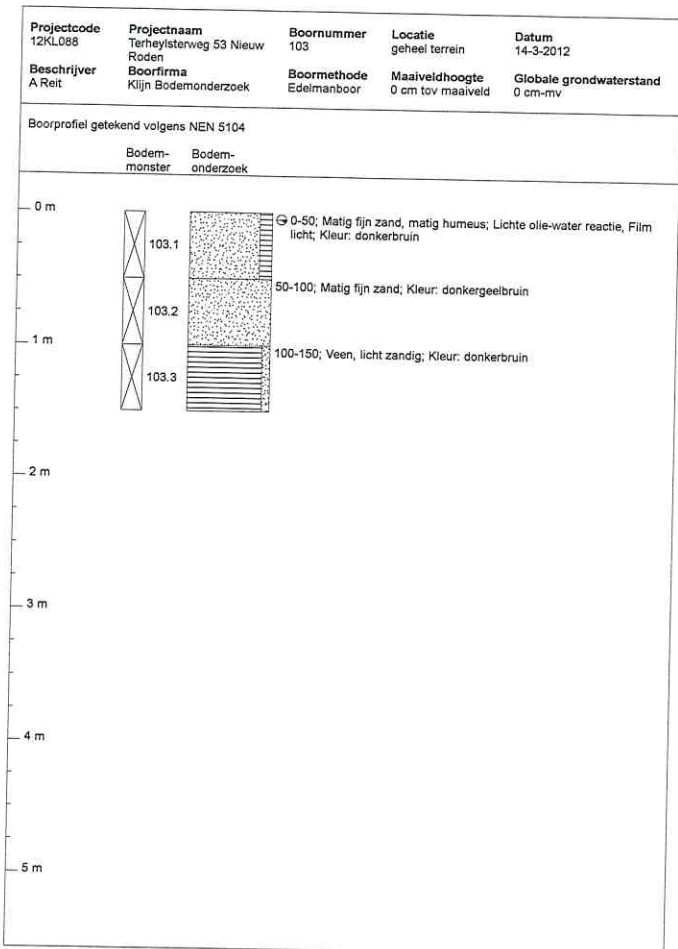 Projectcode Projectnaam Boornummer Locatie Datum
12KL088 Terheylsterweg 53 Nieuw Roden 103 geheel terrein 14-3-2012
Beschrijver Boorfirma Boormethode Maaiveldhoogte Globale grondwaterstand
A Reit Klijn Bodemonderzoek Edelmanboor 0 cm tov maaiveld 0 cm-mv
Boorprofiel getekend volgens NEN 5104
Bodem- Bodem-
monster onderzoek
0 m
0-50; Matig fijn zand, matig humeus; Lichte olie-water reactie, Film
licht; Kleur: donkerbruin
103.1
50-100; Matig fijn zand; Kleur: donkergeelbruin
103.2
1 m
100-150; Veen, licht zandig; Kleur: donkerbruin
103.3
2 m
3 m
4 m
5 m